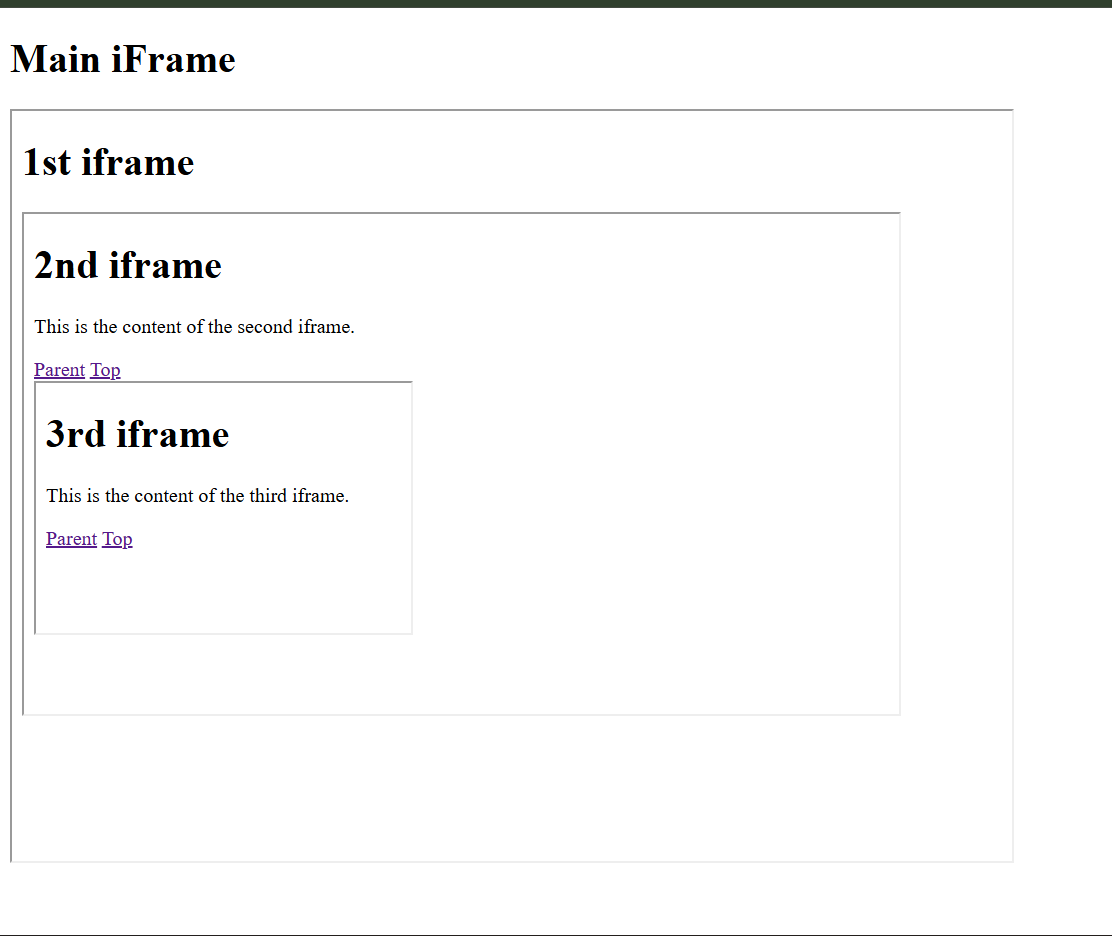 Main iFrame
1st iframe
2nd iframe
This is the content of the second iframe.
Parent Top
3rd iframe
This is the content of the third iframe.
Parent Top